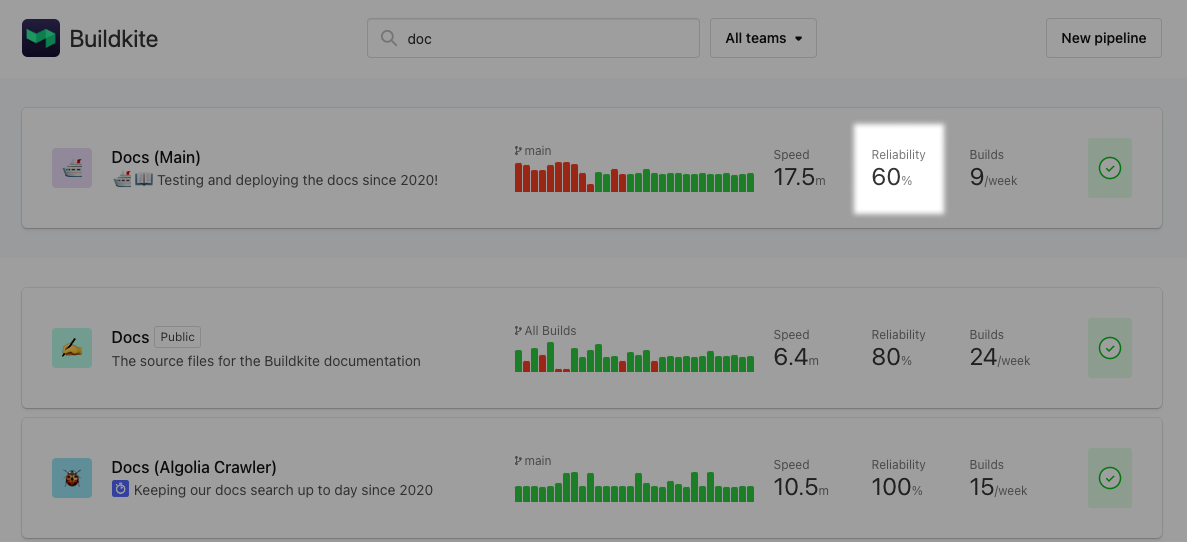 Buildkite
doc
All teams
New pipeline
Docs (Main)
Testing and deploying the docs since 2020!
main
Speed
17.5m
Reliability
60%
Builds
9/week
Docs Public
The source files for the Buildkite documentation
All Builds
Speed
6.4m
Reliability
80%
Builds
24/week
Docs (Algolia Crawler)
Keeping our docs search up to day since 2020
main
Speed
10.5m
Reliability
100%
Builds
15/week